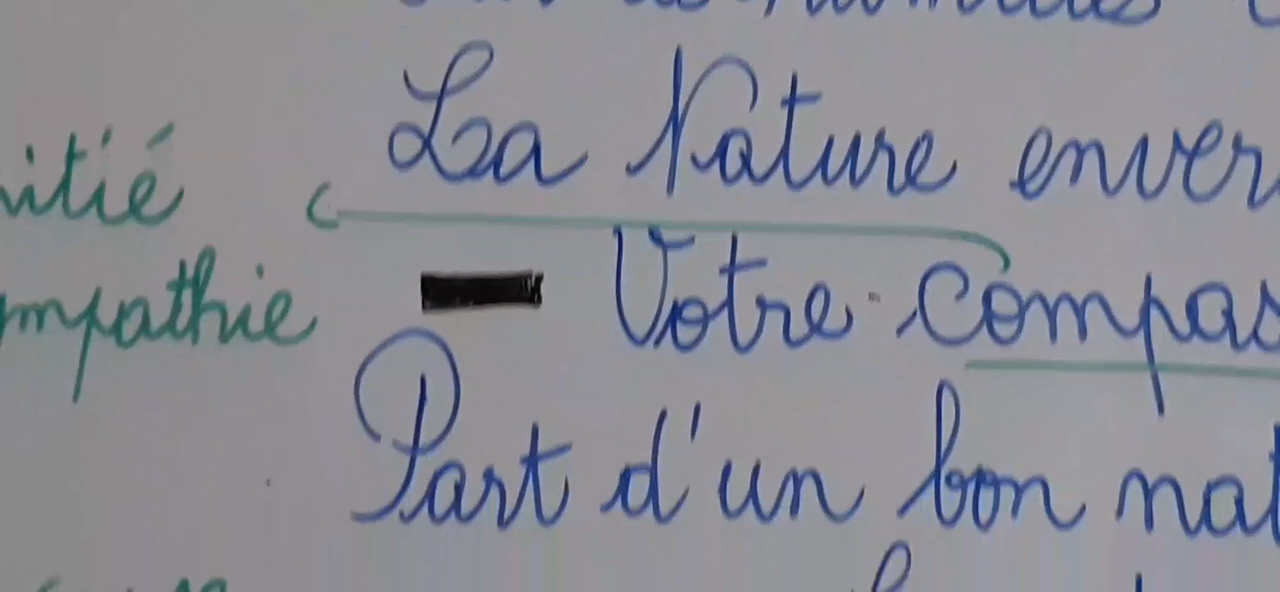 La Nature enver
itié
- Votre compas
mpathie
Part d'un bon nat